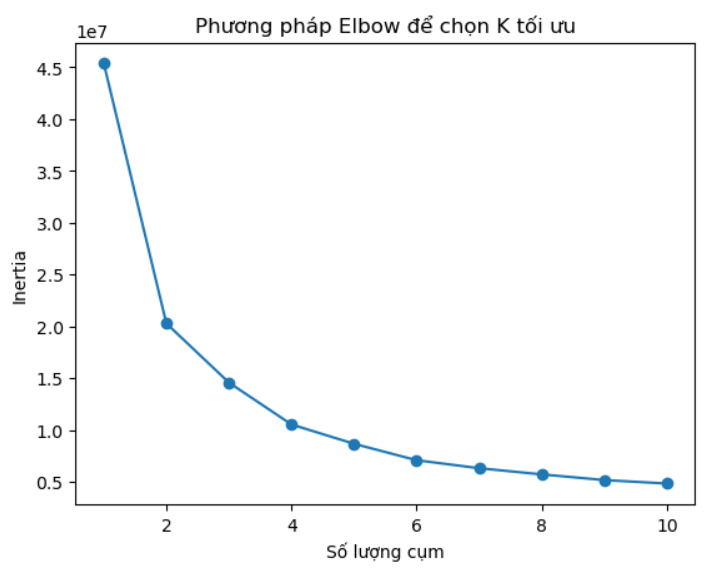 Phương pháp Elbow để chọn K tối ưu
1e7
4.5
4.0
3.5
3.0
2.5
2.0
1.5
1.0
0.5
Inertia
2 4 6 8 10
Số lượng cụm